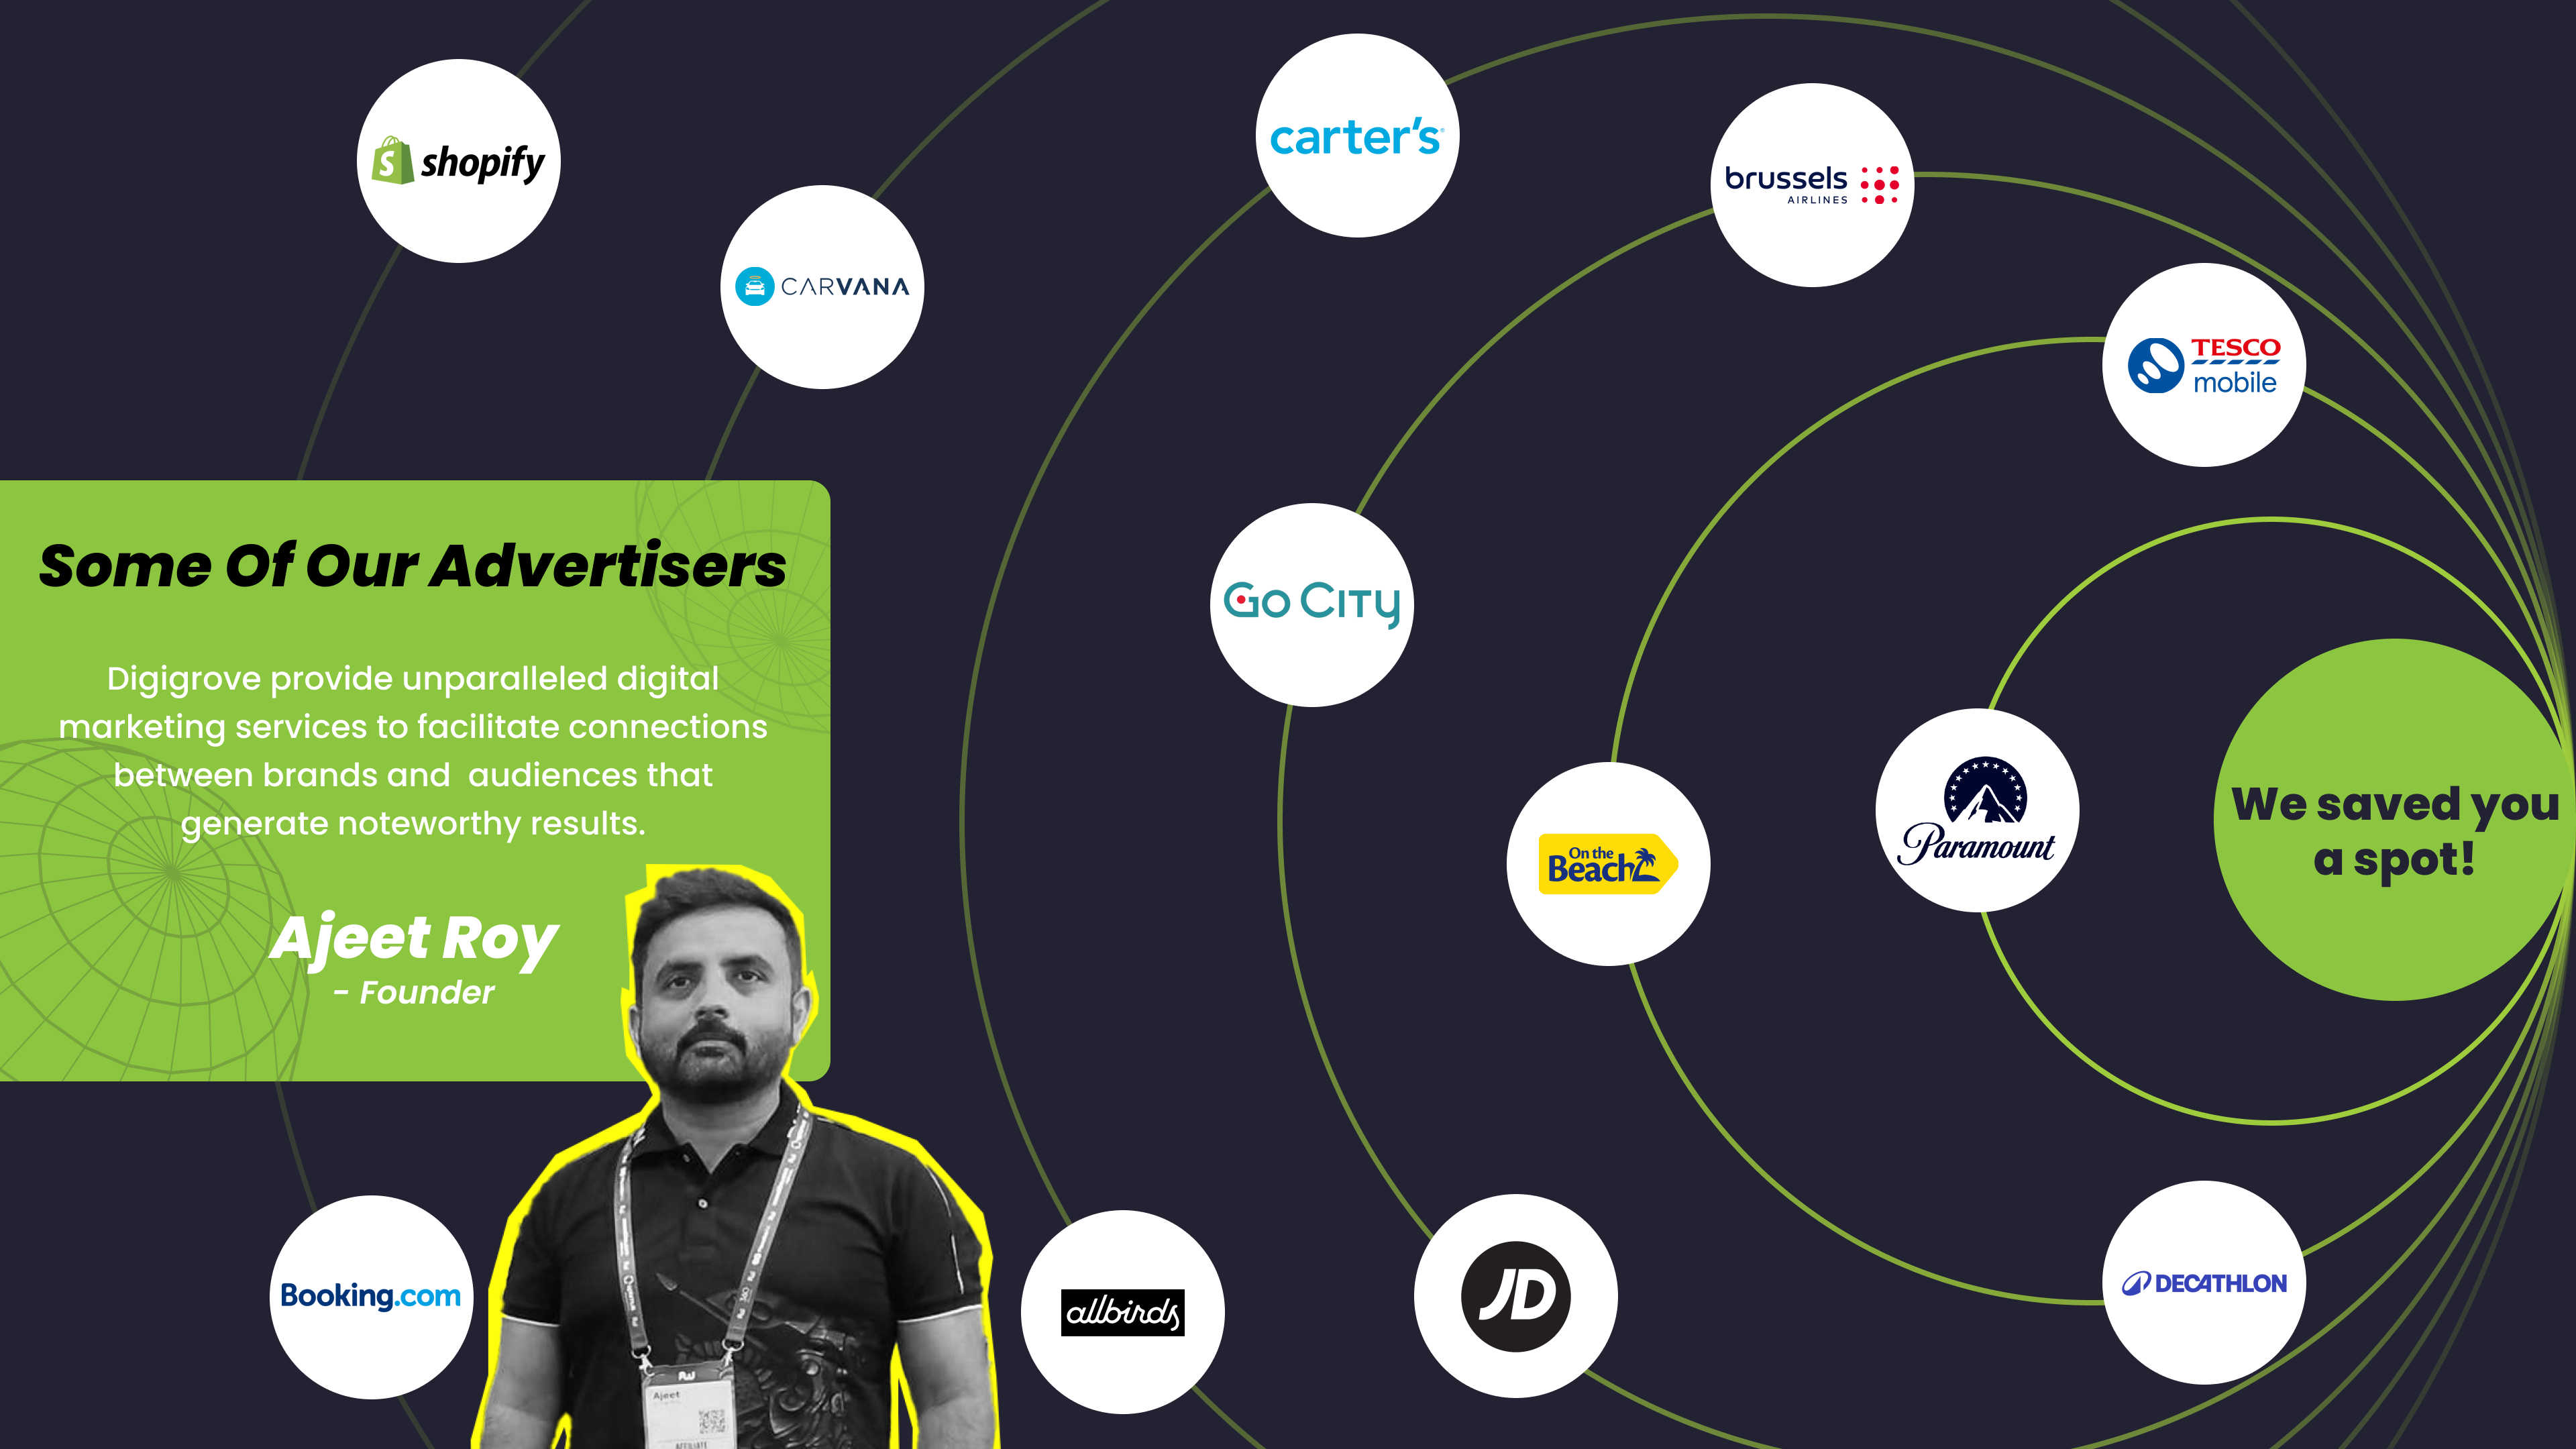 shopify
CARVANA
carter's
brussels
AIRLINES
TESCO
mobile
Some Of Our Advertisers
Digigrove provide unparalleled digital
marketing services to facilitate connections
between brands and audiences that
generate noteworthy results.
Ajeet Roy
- Founder
GO CITY
On the
Beach
Paramount
We saved you
a spot!
Booking.com
allbirds
JD
DECATHLON
Ajeet
AFFILIATE